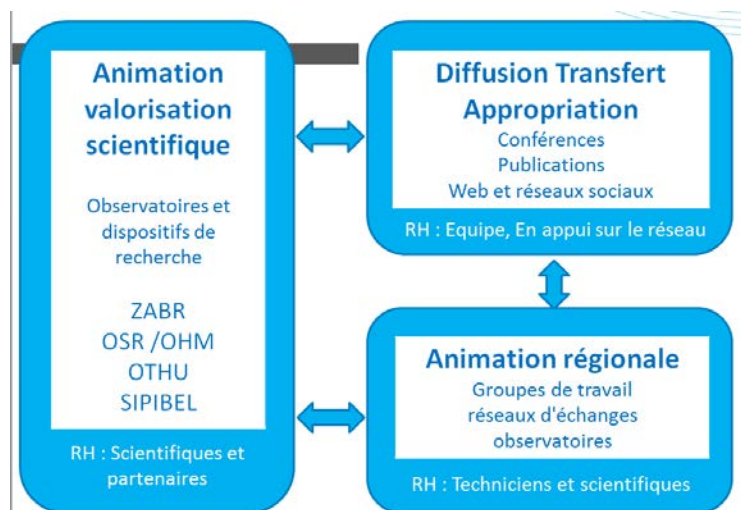 Animation
valorisation
scientifique
Observatoires et
dispositifs de
recherche
ZABR
OSR /OHM
OTHU
SIPIBEL
RH : Scientifiques et
partenaires
Diffusion Transfert
Appropriation
Conférences
Publications
Web et réseaux sociaux
RH : Equipe, En appui sur le réseau
Animation régionale
Groupes de travail
réseaux d'échanges
observatoires
RH : Techniciens et scientifiques